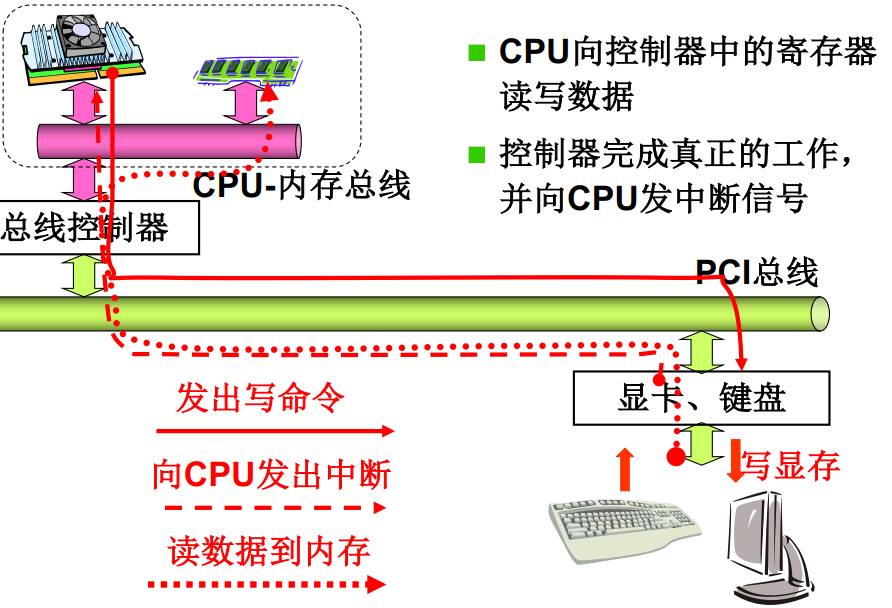 CPU向控制器中的寄存器
读写数据
控制器完成真正的工作，
并向CPU发中断信号
CPU-内存总线
总线控制器
PCI总线
显卡、键盘
写显存
发出写命令
向CPU发出中断
读数据到内存